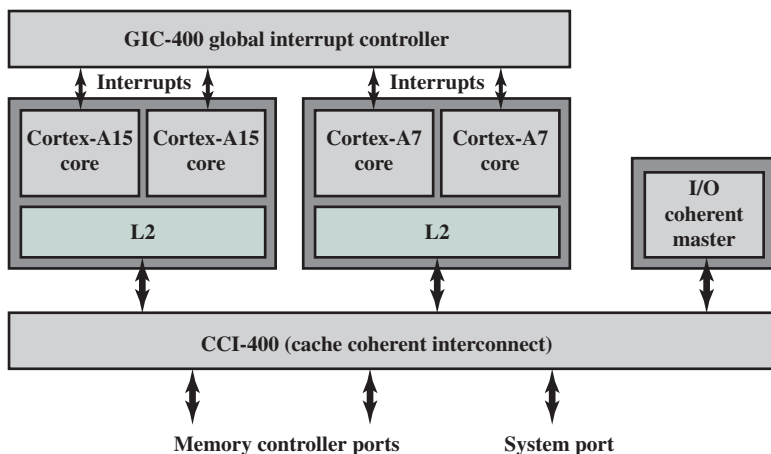 GIC-400 global interrupt controller
Interrupts
Interrupts
Cortex-A15
core
Cortex-A15
core
Cortex-A7
core
Cortex-A7
core
L2
L2
I/O
coherent
master
CCI-400 (cache coherent interconnect)
Memory controller ports
System port